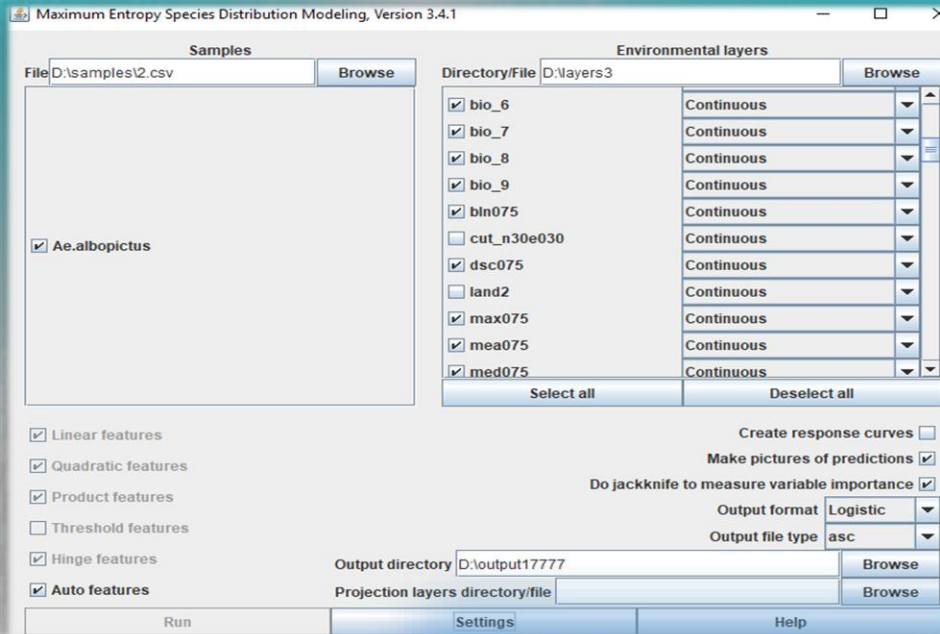 Maximum Entropy Species Distribution Modeling, Version 3.4.1
Samples
File D:\samples\2.csv Browse
Ae.albopictus
Environmental layers
Directory/File D:\layers3 Browse
bio_6 Continuous
bio_7 Continuous
bio_8 Continuous
bio_9 Continuous
bln075 Continuous
cut_n30e030 Continuous
dsc075 Continuous
land2 Continuous
max075 Continuous
mea075 Continuous
med075 Continuous
Select all Deselect all
Linear features
Quadratic features
Product features
Threshold features
Hinge features
Auto features
Create response curves
Make pictures of predictions
Do jackknife to measure variable importance
Output format Logistic
Output file type asc
Output directory D:\output17777 Browse
Projection layers directory/file Browse
Run Settings Help